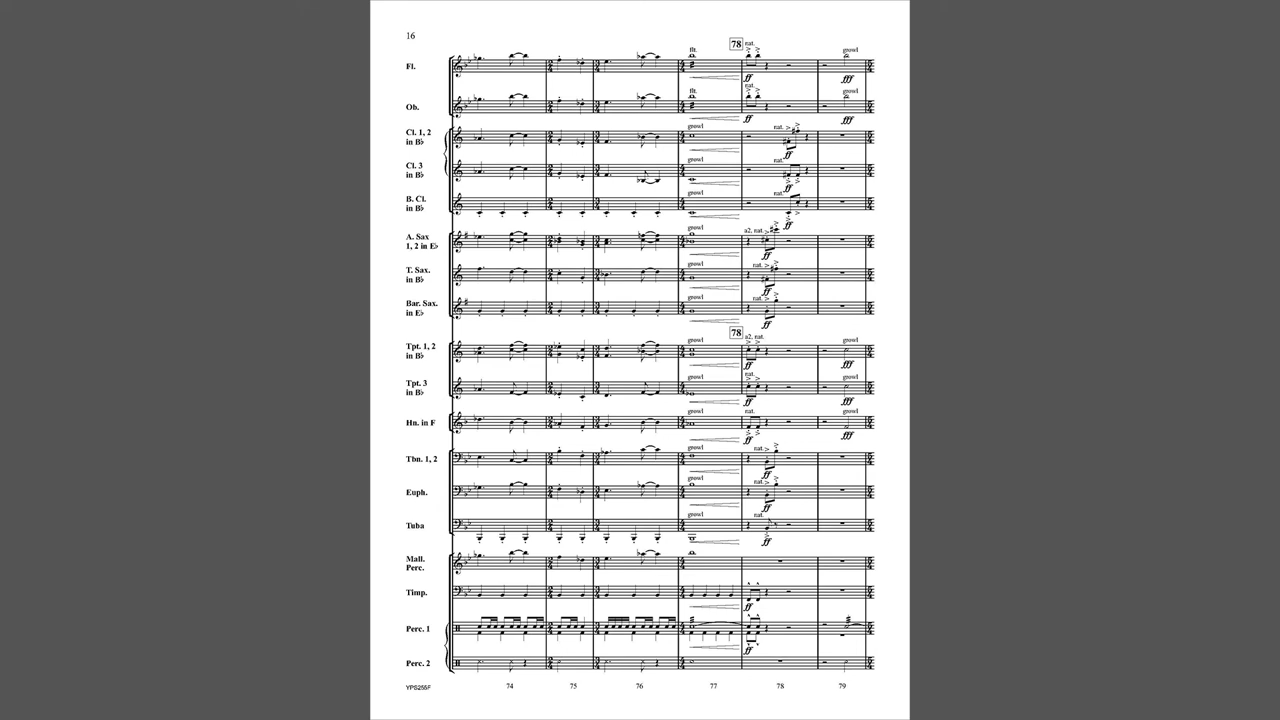 16
78
flt.
nat.
growl
Fl.
ff
fff
flt.
nat.
growl
Ob.
ff
fff
growl
nat.
Cl. 1, 2
in B♭
ff
growl
nat.
Cl. 3
in B♭
ff
growl
nat.
B. Cl.
in B♭
ff
growl
a2, nat.
A. Sax
1, 2 in E♭
ff
growl
nat.
T. Sax.
in B♭
ff
growl
nat.
Bar. Sax.
in E♭
ff
78
growl
a2, nat.
growl
Tpt. 1, 2
in B♭
ff
fff
growl
nat.
growl
Tpt. 3
in B♭
ff
fff
growl
nat.
growl
Hn. in F
ff
fff
growl
nat.
Tbn. 1, 2
ff
growl
nat.
Euph.
ff
growl
nat.
Tuba
ff
Mall.
Perc.
Timp.
ff
Perc. 1
ff
Perc. 2
YPS255F
74 75 76 77 78 79